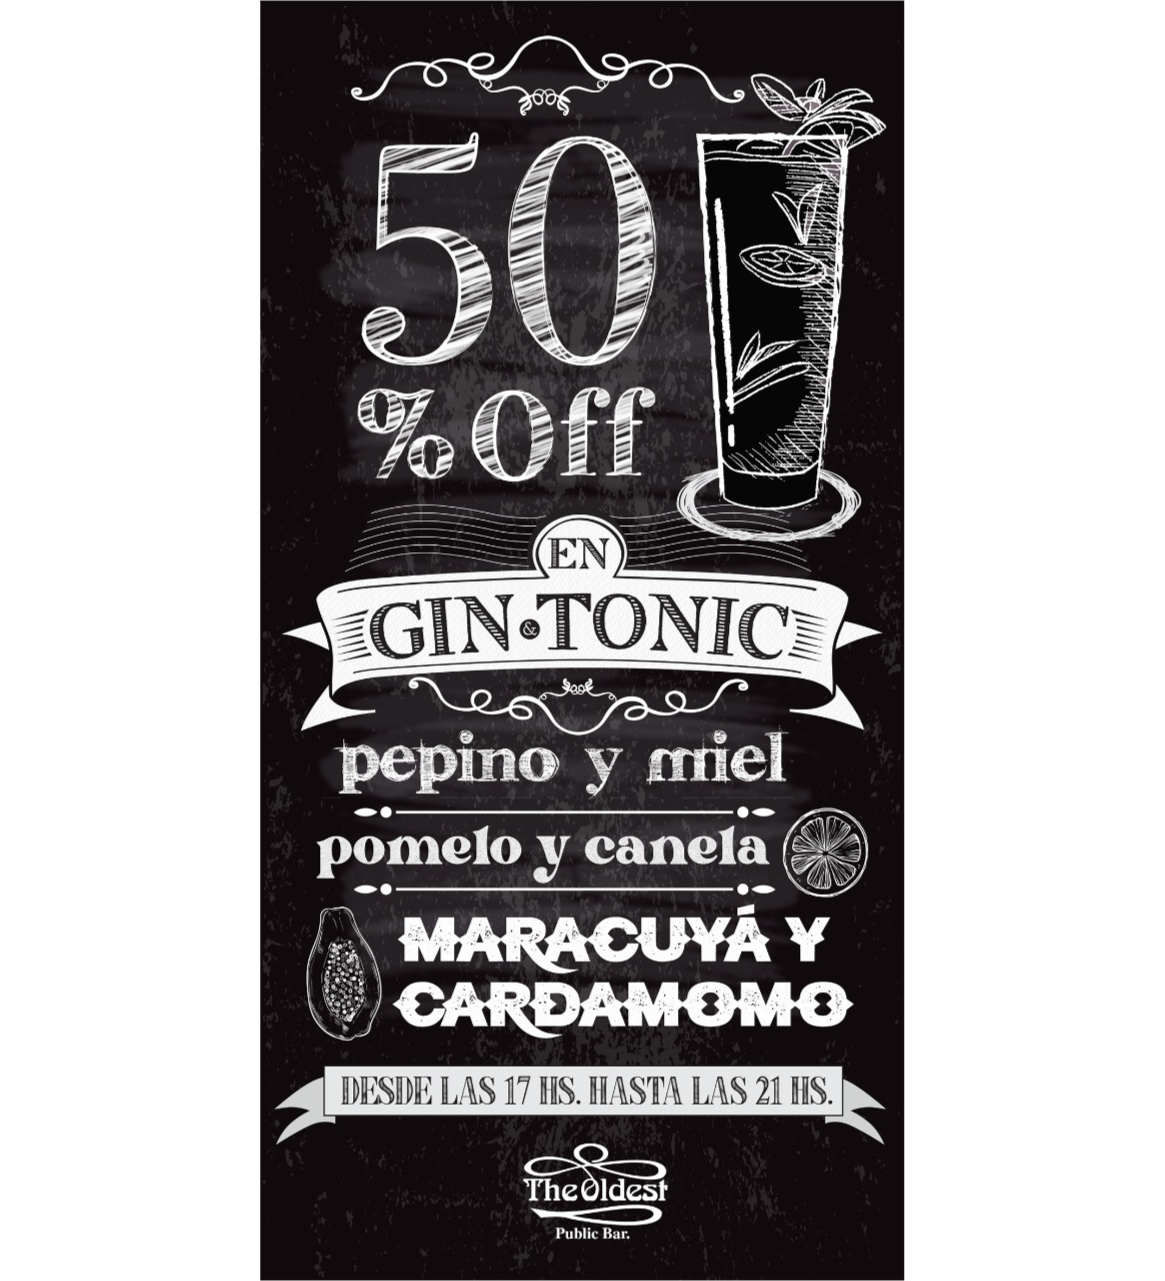 50
% Off
EN
GIN & TONIC
pepino y miel
pomelo y canela
MARACUYÁ Y
CARDAMOMO
DESDE LAS 17 HS. HASTA LAS 21 HS.
The Oldest
Public Bar.